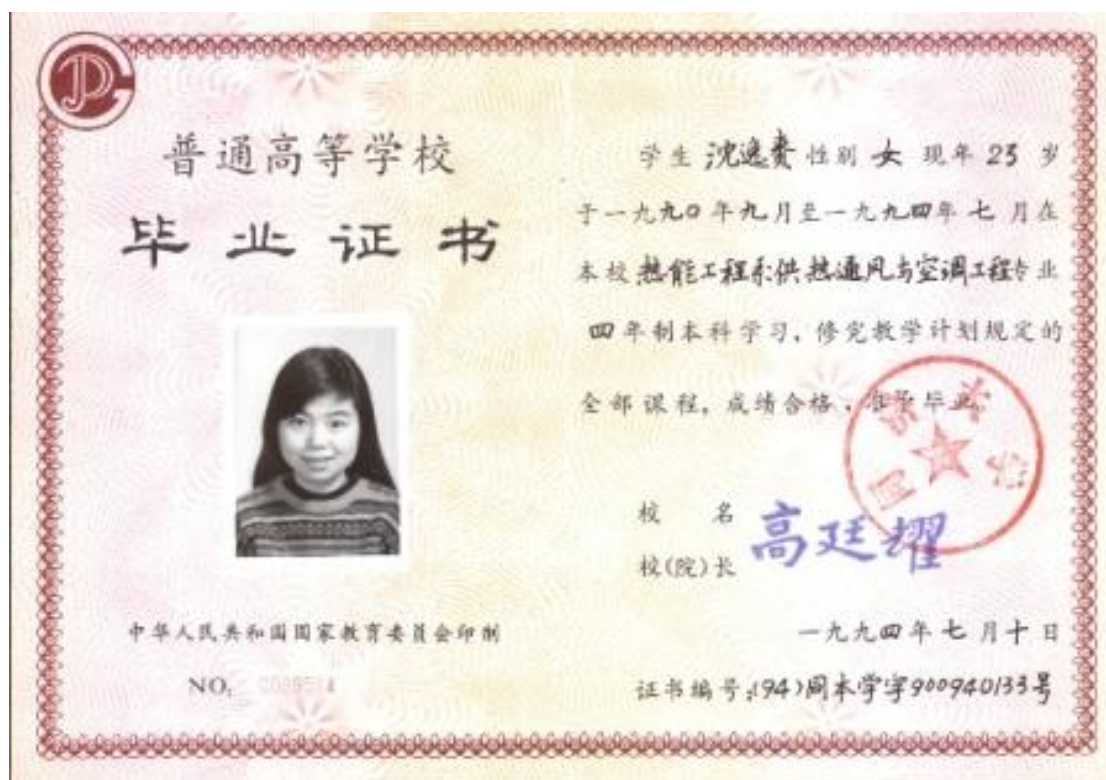 普通高等学校
毕业证书
中华人民共和国国家教育委员会印制
NO.
学生 沈逸 性别 女 现年 23 岁
于一九九〇年九月至一九九四年七月在
本校热能工程系供热通风与空调工程专业
四年制本科学习,修完教学计划规定的
全部课程,成绩合格,准予毕业
校 名
高廷耀
校(院)长
一九九四年七月十日
证书编号:(94)同本学字900940133号